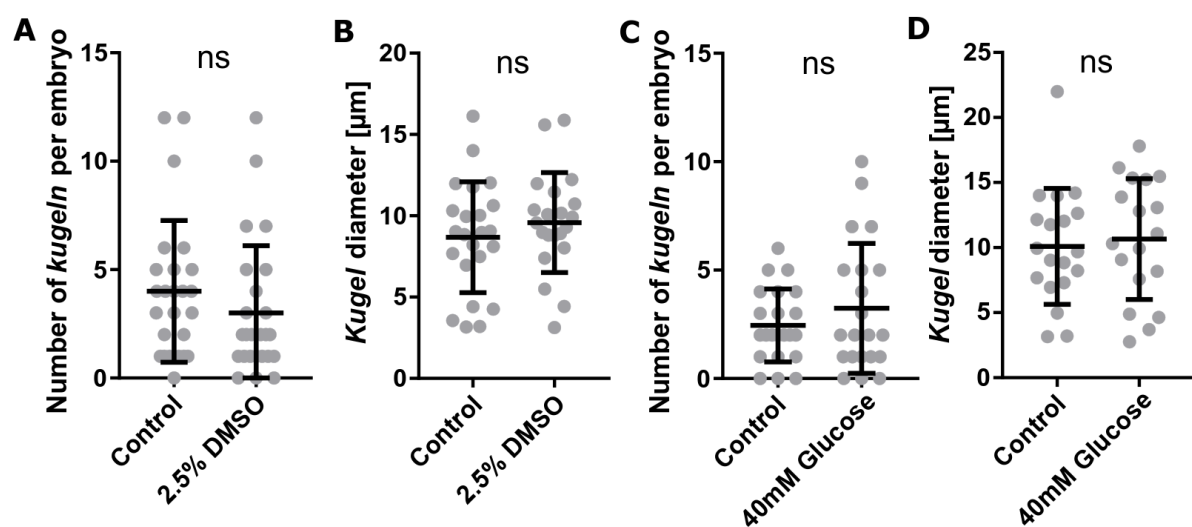 A
Number of kugeln per embryo
15
10
5
0
ns
Control
2.5% DMSO
B
Kugel diameter [µm]
20
15
10
5
0
ns
Control
2.5% DMSO
C
Number of kugeln per embryo
15
10
5
0
ns
Control
40mM Glucose
D
Kugel diameter [µm]
25
20
15
10
5
0
ns
Control
40mM Glucose